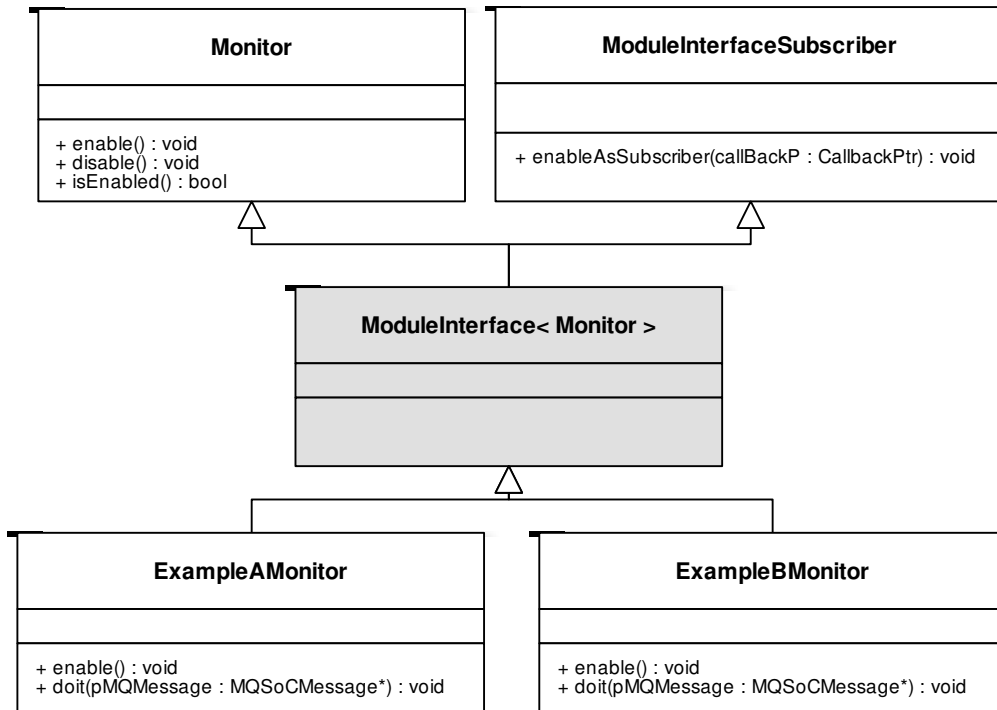 Monitor
+ enable() : void
+ disable() : void
+ isEnabled() : bool
ModuleInterfaceSubscriber
+ enableAsSubscriber(callBackP : CallbackPtr) : void
ModuleInterface< Monitor >
ExampleAMonitor
+ enable() : void
+ doit(pMQMessage : MQSoCMessage*) : void
ExampleBMonitor
+ enable() : void
+ doit(pMQMessage : MQSoCMessage*) : void